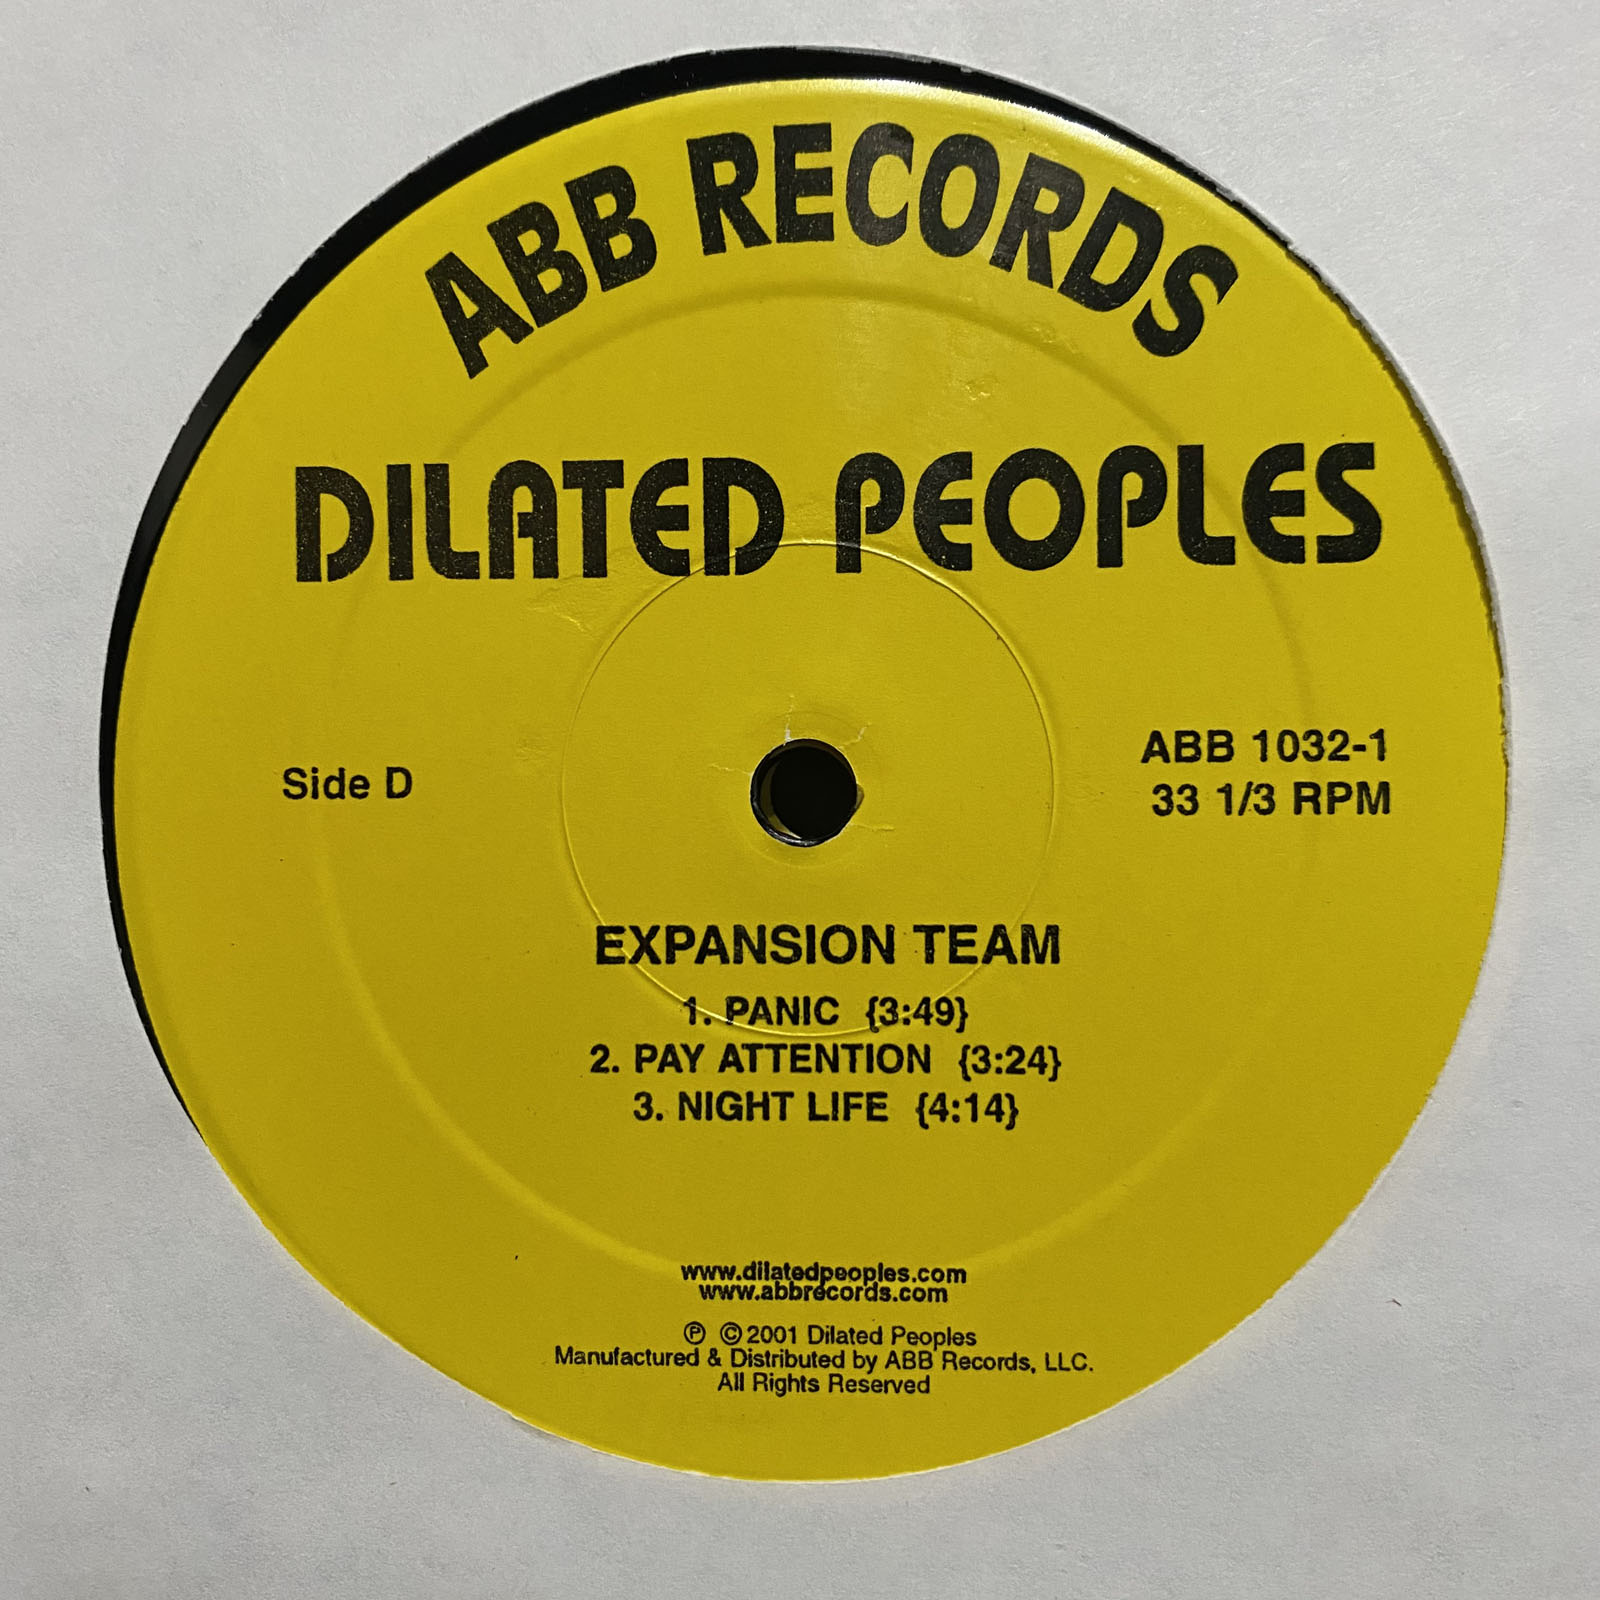 ABB RECORDS
DILATED PEOPLES
Side D
ABB 1032-1
33 1/3 RPM
EXPANSION TEAM
1. PANIC {3:49}
2. PAY ATTENTION {3:24}
3. NIGHT LIFE {4:14}
www.dilatedpeoples.com
www.abbrecords.com
℗ © 2001 Dilated Peoples
Manufactured & Distributed by ABB Records, LLC.
All Rights Reserved